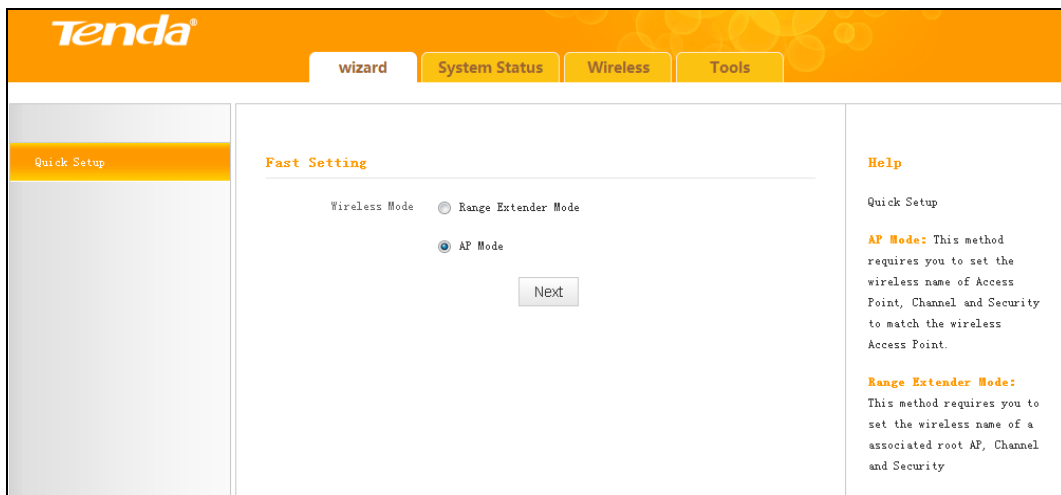 Tenda®
wizard System Status Wireless Tools
Quick Setup
Fast Setting
Wireless Mode Range Extender Mode
AP Mode
Next
Help
Quick Setup
AP Mode: This method
requires you to set the
wireless name of Access
Point, Channel and Security
to match the wireless
Access Point.
Range Extender Mode:
This method requires you to
set the wireless name of a
associated root AP, Channel
and Security